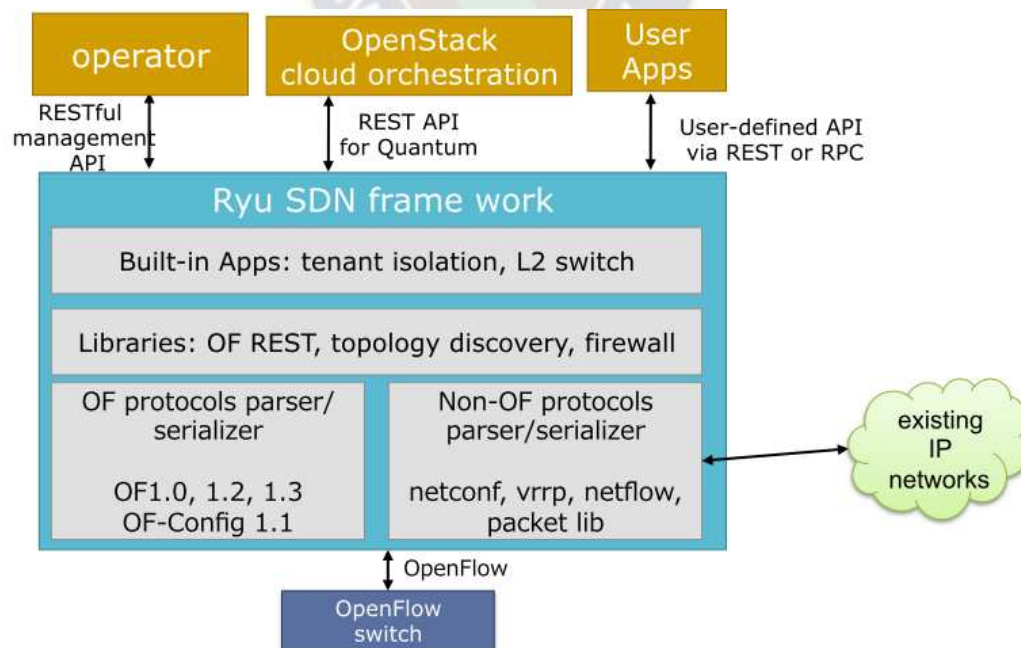 operator
OpenStack
cloud orchestration
User
Apps
RESTful
management
API
REST API
for Quantum
User-defined API
via REST or RPC
Ryu SDN frame work
Built-in Apps: tenant isolation, L2 switch
Libraries: OF REST, topology discovery, firewall
OF protocols parser/
serializer
OF1.0, 1.2, 1.3
OF-Config 1.1
Non-OF protocols
parser/serializer
netconf, vrrp, netflow,
packet lib
existing
IP
networks
OpenFlow
OpenFlow
switch